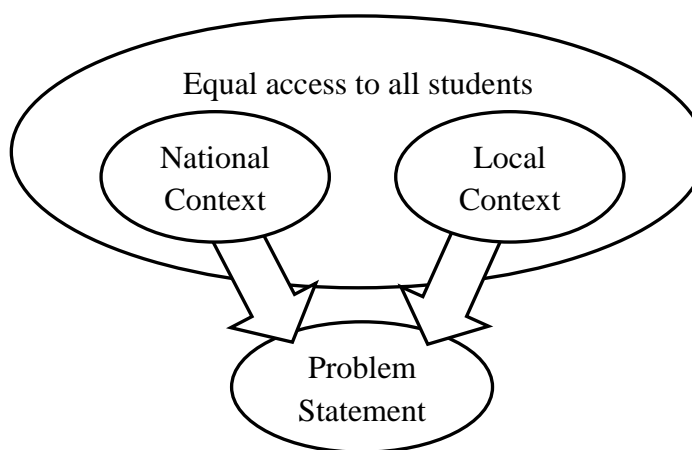 Equal access to all students
National
Context
Local
Context
Problem
Statement